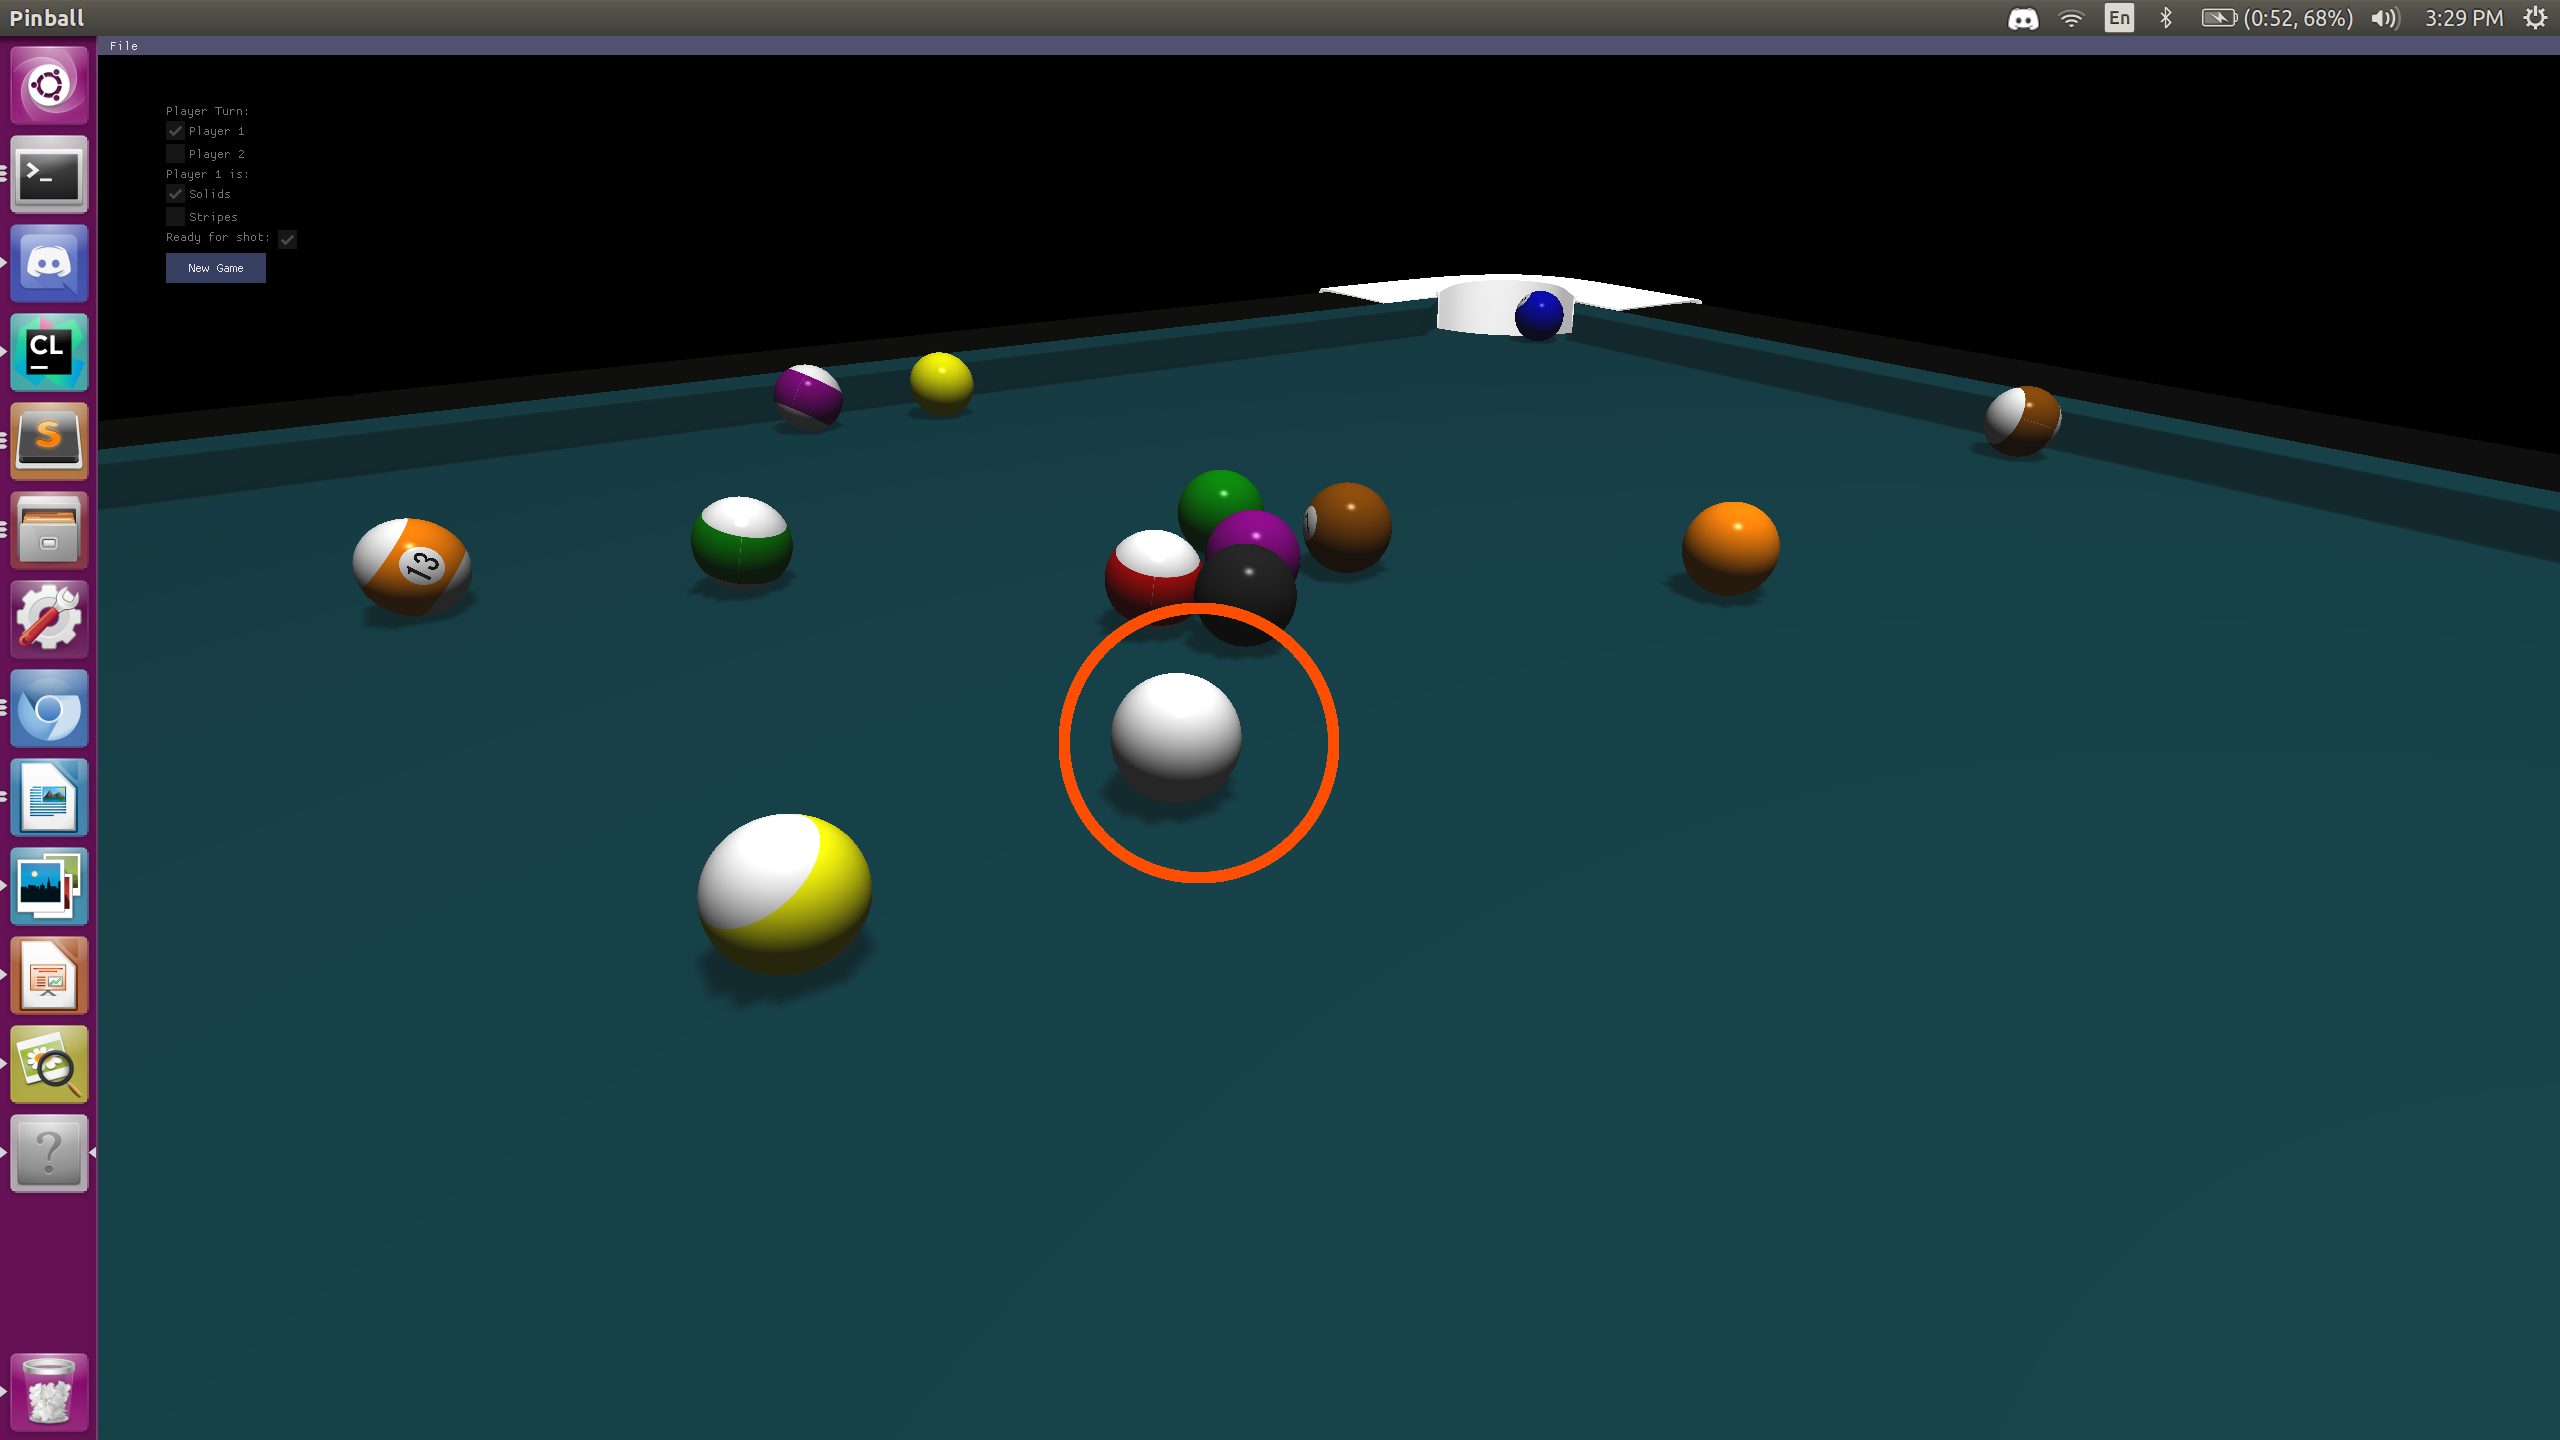 Pinball
En
(0:52, 68%)
3:29 PM
File
Player Turn:
Player 1
Player 2
Player 1 is:
Solids
Stripes
Ready for shot:
New Game
CL
13